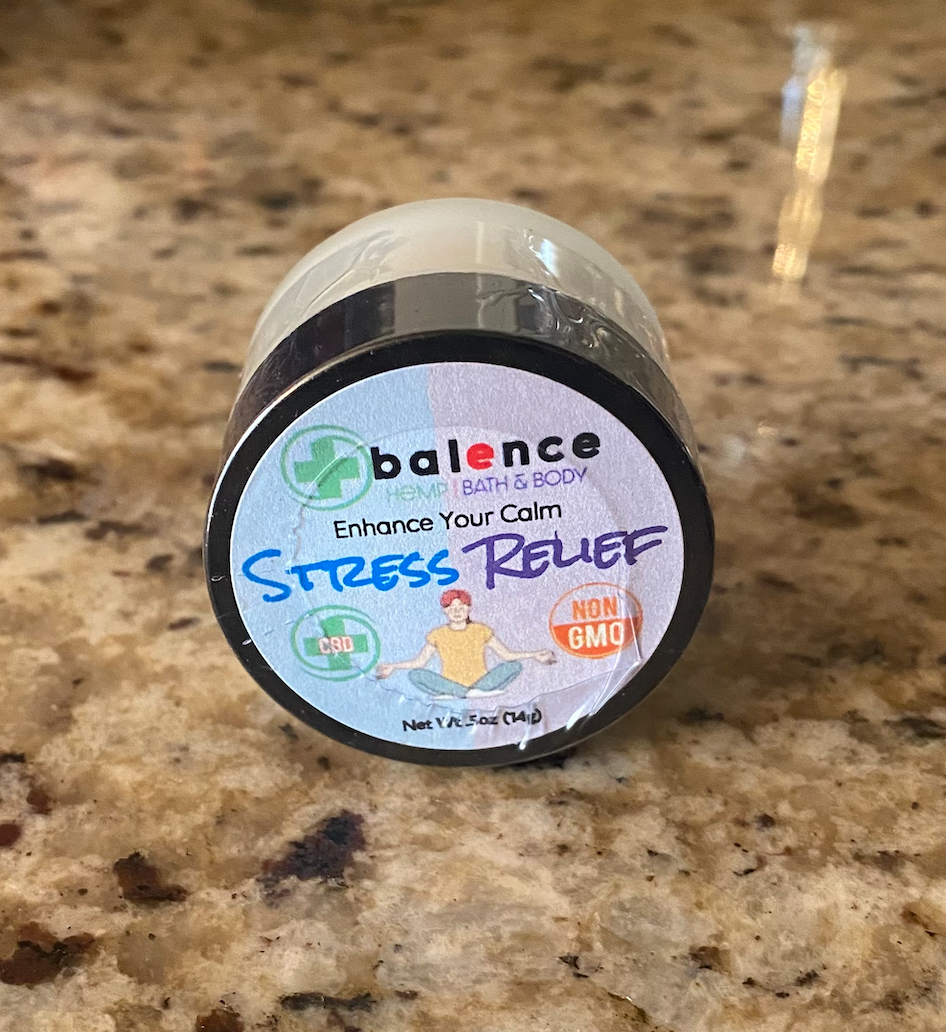 balence
HEMP | BATH & BODY
Enhance Your Calm
STRESS RELIEF
CBD
NON
GMO
Net Wt .5oz (14g)